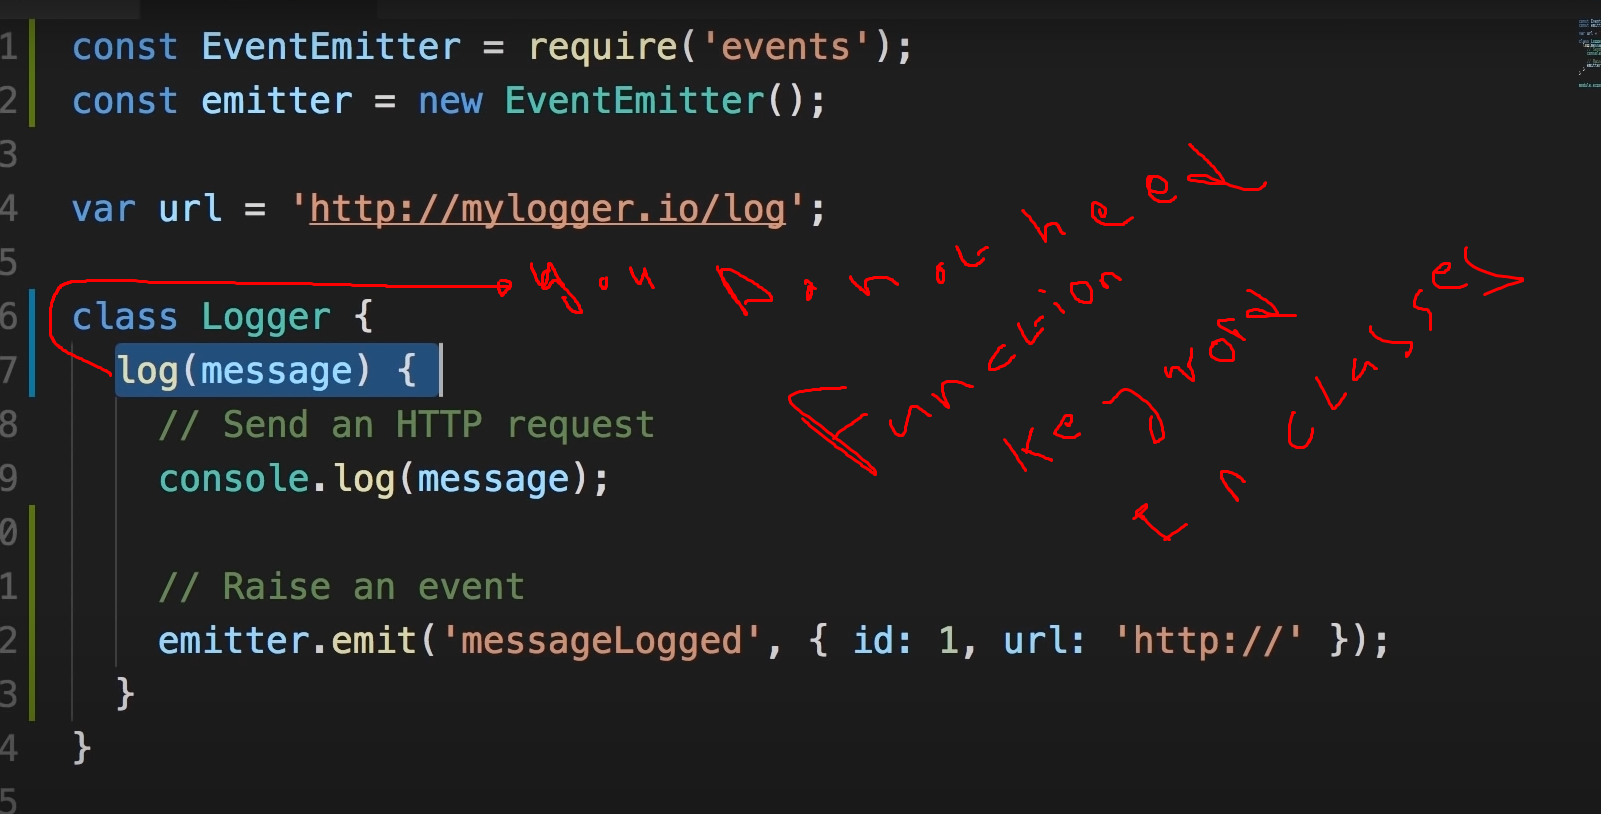 1 const EventEmitter = require('events');
2 const emitter = new EventEmitter();
3
4 var url = 'http://mylogger.io/log';
5
6 class Logger {
7 log(message) {
8 // Send an HTTP request
9 console.log(message);
0
1 // Raise an event
2 emitter.emit('messageLogged', { id: 1, url: 'http://' });
3 }
4 }
5
You Do not need
Function
Keyword
In classes